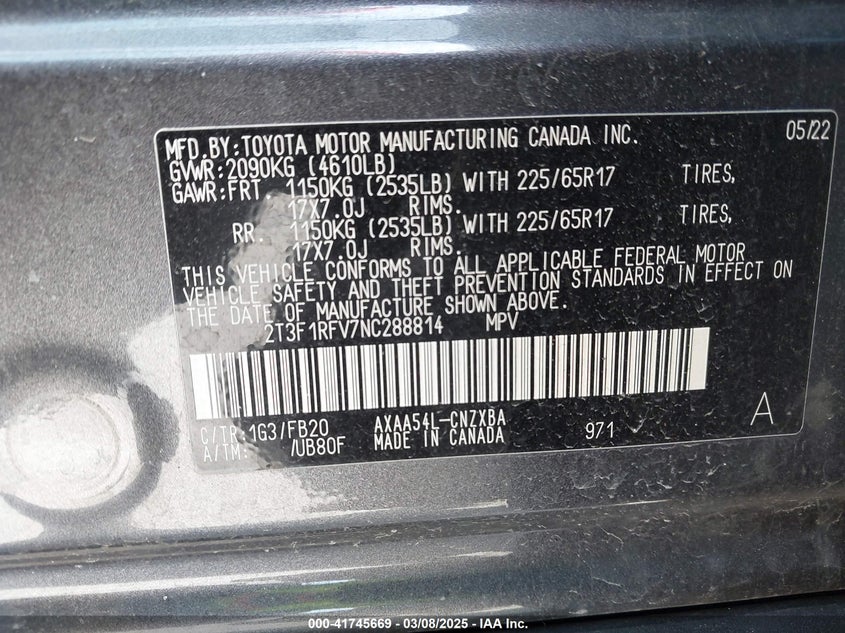 MFD.BY:TOYOTA MOTOR MANUFACTURING CANADA INC. 05/22
GVWR:2090KG (4610LB)
GAWR:FRT 1150KG (2535LB) WITH 225/65R17 TIRES,
17X7.0J RIMS.
RR. 1150KG (2535LB) WITH 225/65R17 TIRES,
17X7.0J RIMS.
THIS VEHICLE CONFORMS TO ALL APPLICABLE FEDERAL MOTOR
VEHICLE SAFETY AND THEFT PREVENTION STANDARDS IN EFFECT ON
THE DATE OF MANUFACTURE SHOWN ABOVE.
2T3F1RFV7NC288814 MPV
C/TR:1G3/FB20 AXAA54L-CNZXBA A
A/TM: /UB80F MADE IN CANADA 971
000-41745669 - 03/08/2025 - IAA Inc.